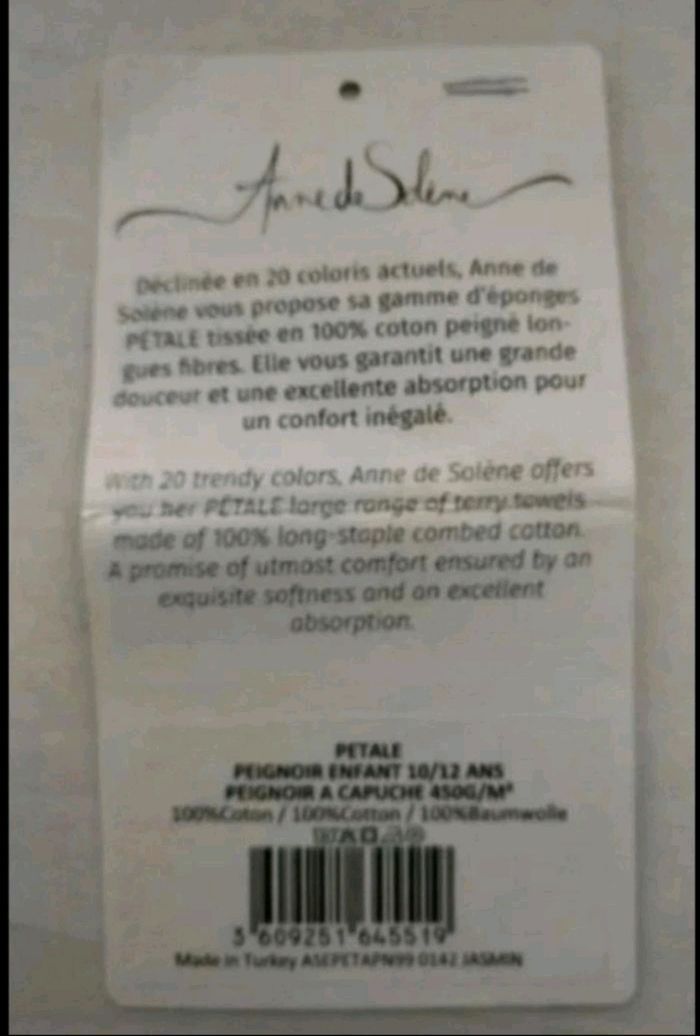 Anne de Solène
Déclinée en 20 coloris actuels, Anne de
Solène vous propose sa gamme d'éponges
PÉTALE tissée en 100% coton peigné lon-
gues fibres. Elle vous garantit une grande
douceur et une excellente absorption pour
un confort inégalé.
With 20 trendy colors, Anne de Solène offers
you her PÉTALE large range of terry towels
made of 100% long-staple combed cotton.
A promise of utmost comfort ensured by an
exquisite softness and an excellent
absorption.
PETALE
PEIGNOIR ENFANT 10/12 ANS
PEIGNOIR A CAPUCHE 450G/M²
100%Coton / 100%Cotton / 100%Baumwolle
3 609251 645519
Made in Turkey ASEPETAPN99 0142 JASMIN